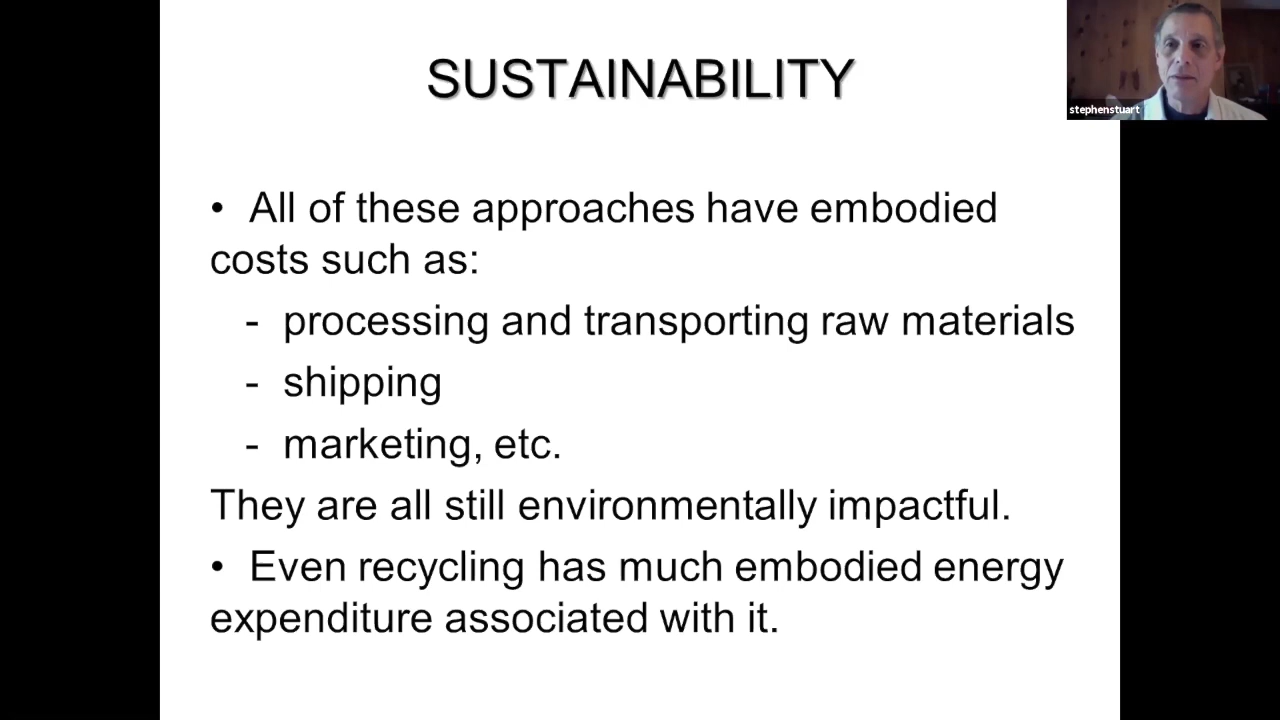 SUSTAINABILITY
stephenstuart
• All of these approaches have embodied
costs such as:
- processing and transporting raw materials
- shipping
- marketing, etc.
They are all still environmentally impactful.
• Even recycling has much embodied energy
expenditure associated with it.